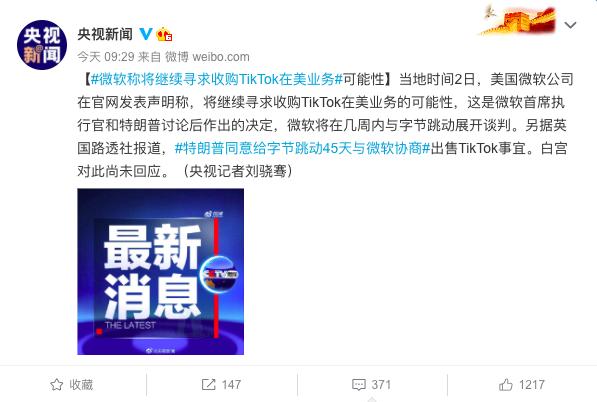 央视
新闻
央视新闻
今天 09:29 来自 微博 weibo.com
【#微软称将继续寻求收购TikTok在美业务#可能性】当地时间2日，美国微软公司
在官网发表声明称，将继续寻求收购TikTok在美业务的可能性，这是微软首席执
行官和特朗普讨论后作出的决定，微软将在几周内与字节跳动展开谈判。另据英
国路透社报道，#特朗普同意给字节跳动45天与微软协商#出售TikTok事宜。白宫
对此尚未回应。（央视记者刘骁骞）
最新
消息
THE LATEST
收藏
147
371
1217